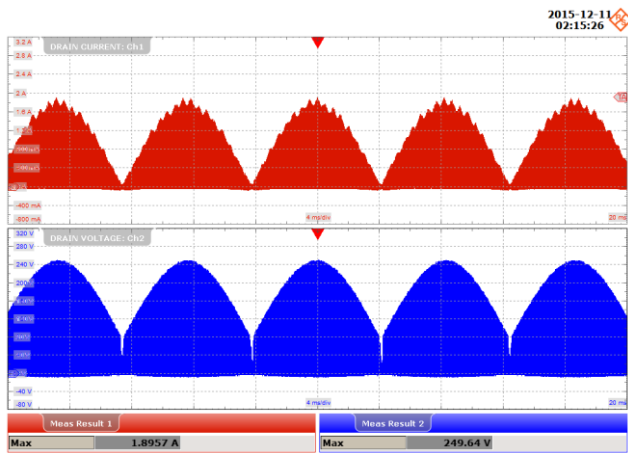 2015-12-11
02:15:26
3.2 A
DRAIN CURRENT: Ch1
2.8 A
2.4 A
2 A
1.6 A
-400 mA
-800 mA
4 ms/div
20 ms
320 V
DRAIN VOLTAGE: Ch2
280 V
240 V
200 V
-40 V
-80 V
4 ms/div
20 ms
Meas Result 1
Meas Result 2
Max 1.8957 A
Max 249.64 V